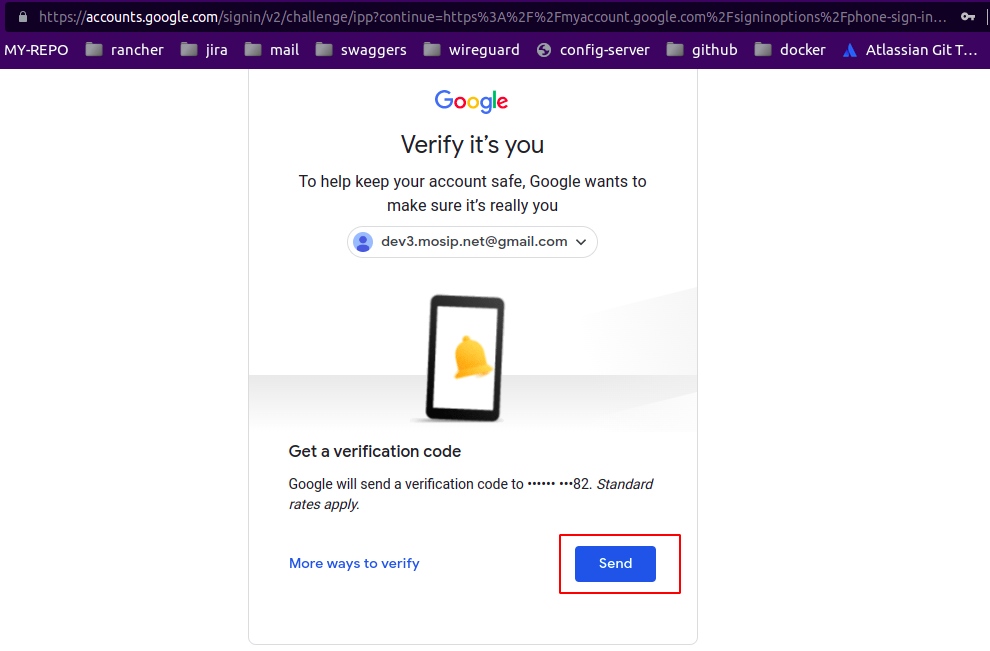 https://accounts.google.com/signin/v2/challenge/ipp?continue=https%3A%2F%2Fmyaccount.google.com%2Fsigninoptions%2Fphone-sign-in…
MY-REPO rancher jira mail swaggers wireguard config-server github docker Atlassian Git T…
Google
Verify it’s you
To help keep your account safe, Google wants to
make sure it’s really you
dev3.mosip.net@gmail.com
Get a verification code
Google will send a verification code to •••••• •••82. Standard
rates apply.
More ways to verify
Send